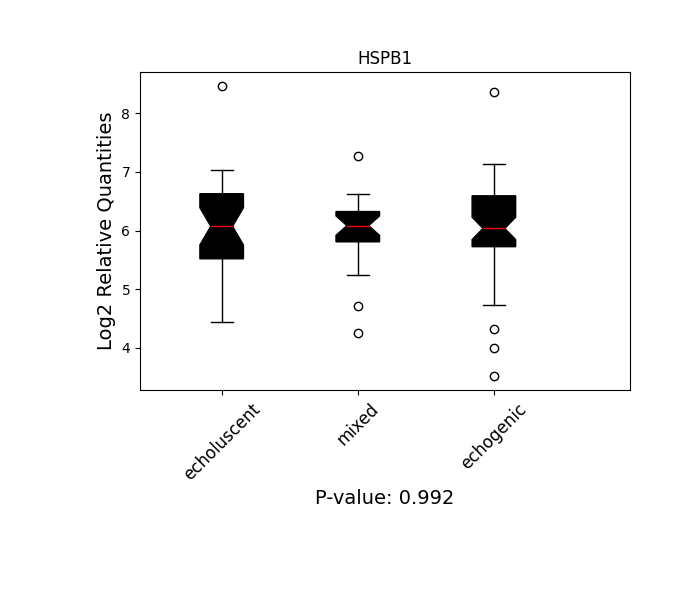 HSPB1
Log2 Relative Quantities
8
7
6
5
4
echoluscent
mixed
echogenic
P-value: 0.992